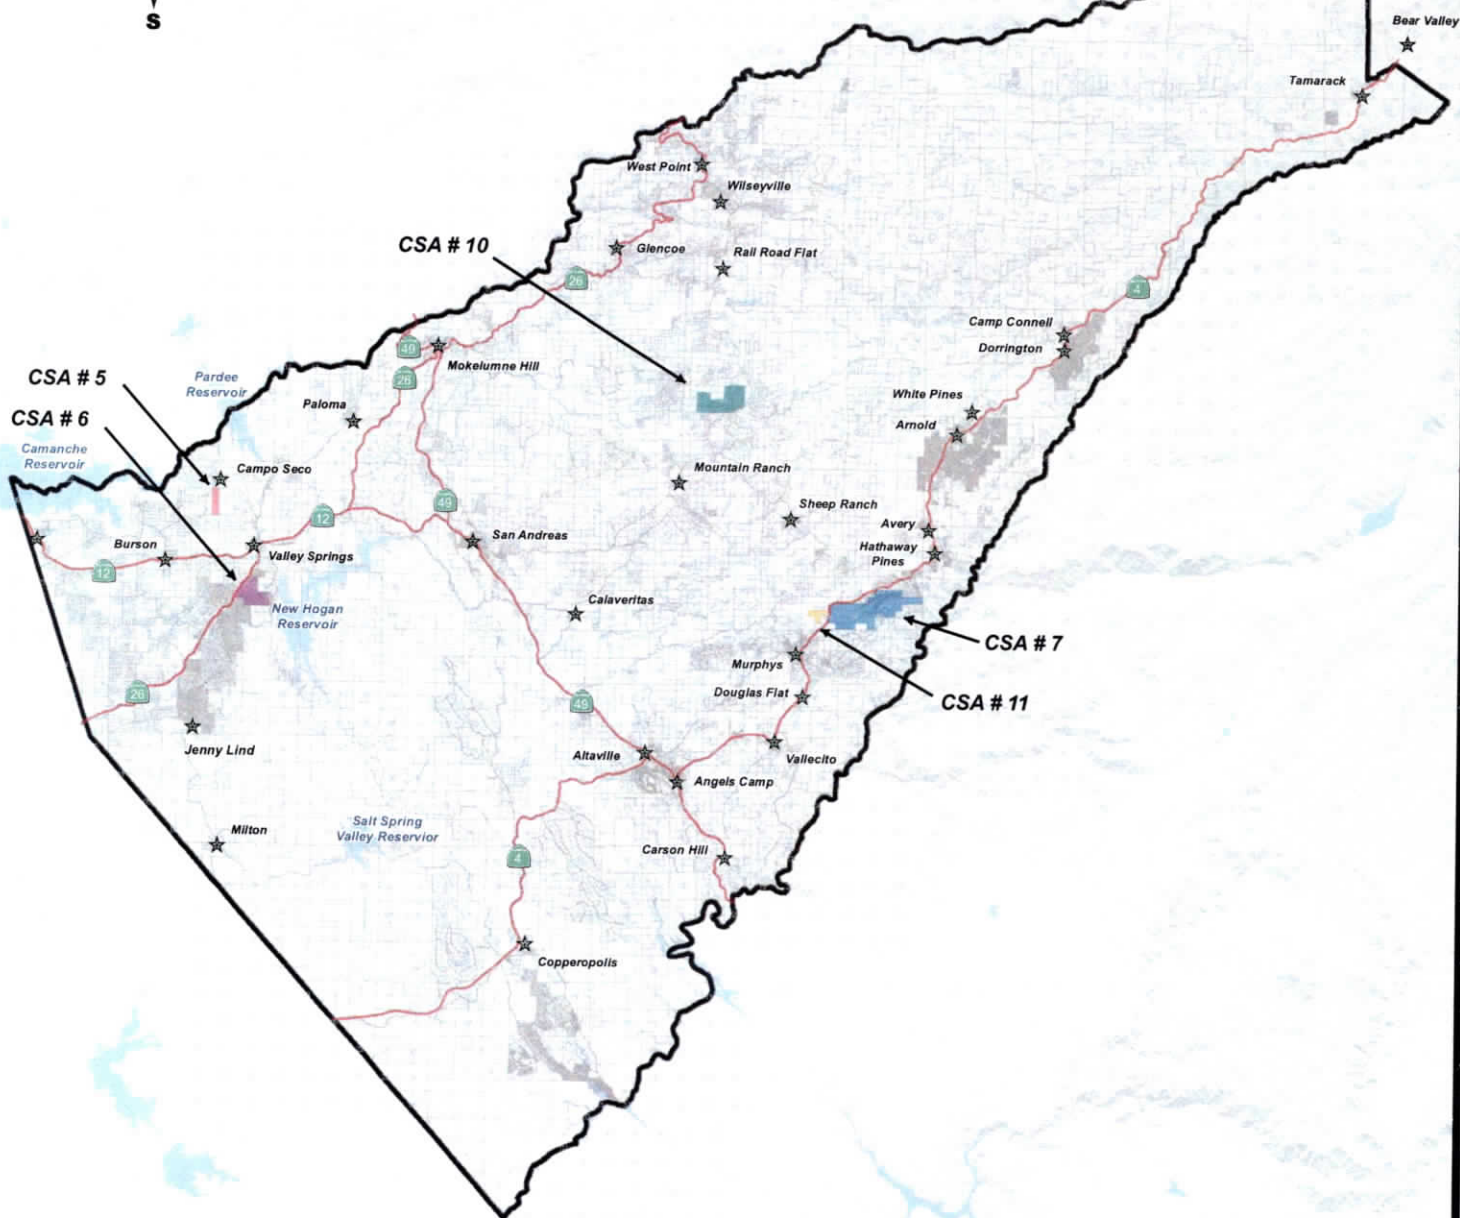 S
Bear Valley
Tamarack
West Point
Wilseyville
CSA # 10
Glencoe
Rail Road Flat
26
4
Camp Connell
49
Dorrington
Mokelumne Hill
CSA # 5
Pardee
Reservoir
26
White Pines
Paloma
CSA # 6
Arnold
Camanche
Reservoir
Campo Seco
Mountain Ranch
49
Sheep Ranch
12
Avery
San Andreas
Burson
Hathaway
Pines
Valley Springs
12
Calaveritas
New Hogan
Reservoir
CSA # 7
Murphys
26
Douglas Flat
49
CSA # 11
Jenny Lind
Altaville
Vallecito
Angels Camp
Salt Spring
Valley Reservior
Milton
Carson Hill
4
Copperopolis